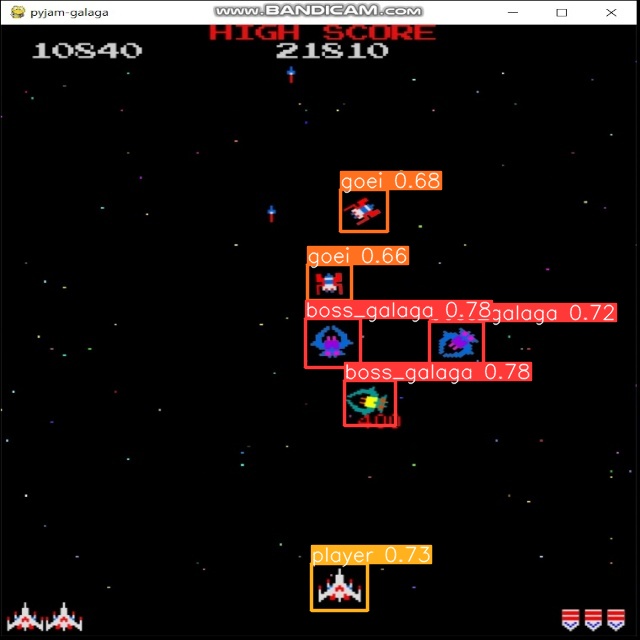 pyjam-galaga
www.BANDICAM.com
HIGH SCORE
10840 21810
goei 0.68
goei 0.66
boss_galaga 0.78
galaga 0.72
boss_galaga 0.78
400
player 0.73